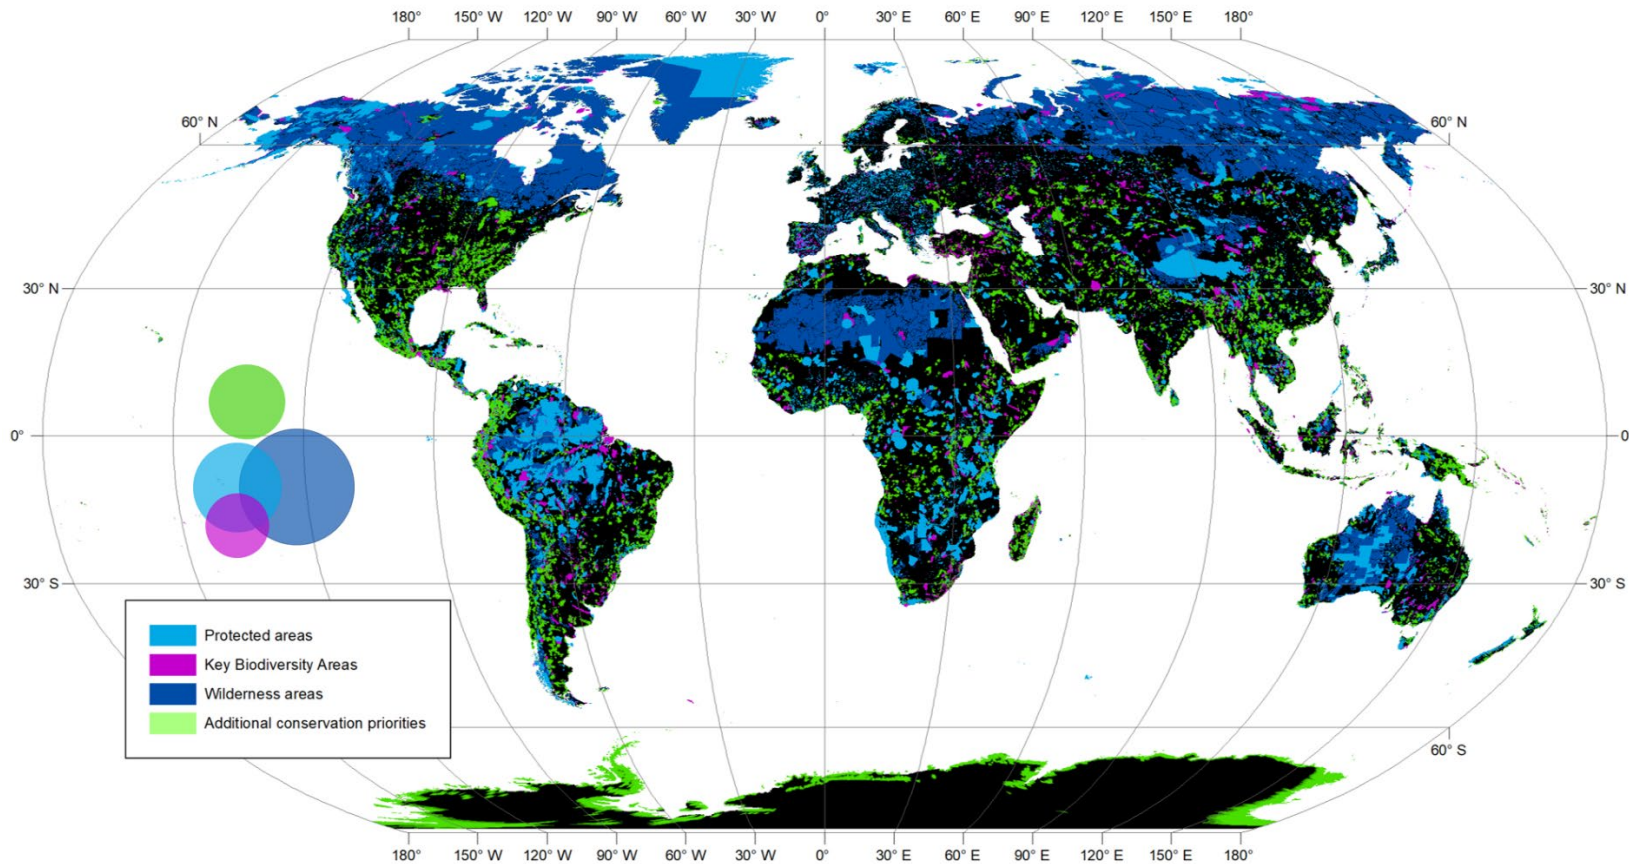 180° 150° W 120° W 90° W 60° W 30° W 0° 30° E 60° E 90° E 120° E 150° E 180°
60° N 60° N
30° N 30° N
0° 0
30° S 30° S
Protected areas
Key Biodiversity Areas
Wilderness areas
Additional conservation priorities
60° S
180° 150° W 120° W 90° W 60° W 30° W 0° 30° E 60° E 90° E 120° E 150° E 180°